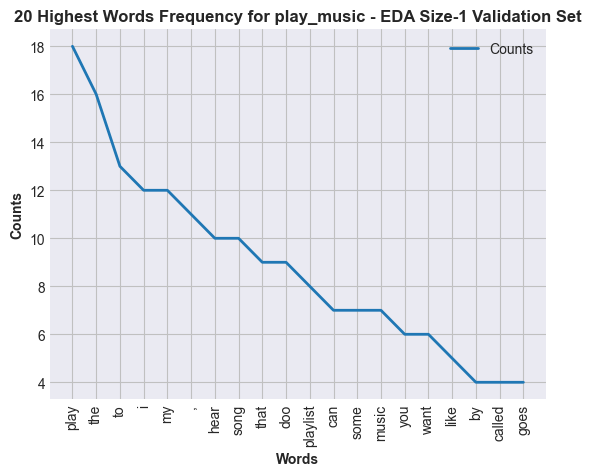 20 Highest Words Frequency for play_music - EDA Size-1 Validation Set
Counts
18
16
14
12
10
8
6
4
Counts
play
the
to
i
my
,
hear
song
that
doo
playlist
can
some
music
you
want
like
by
called
goes
Words